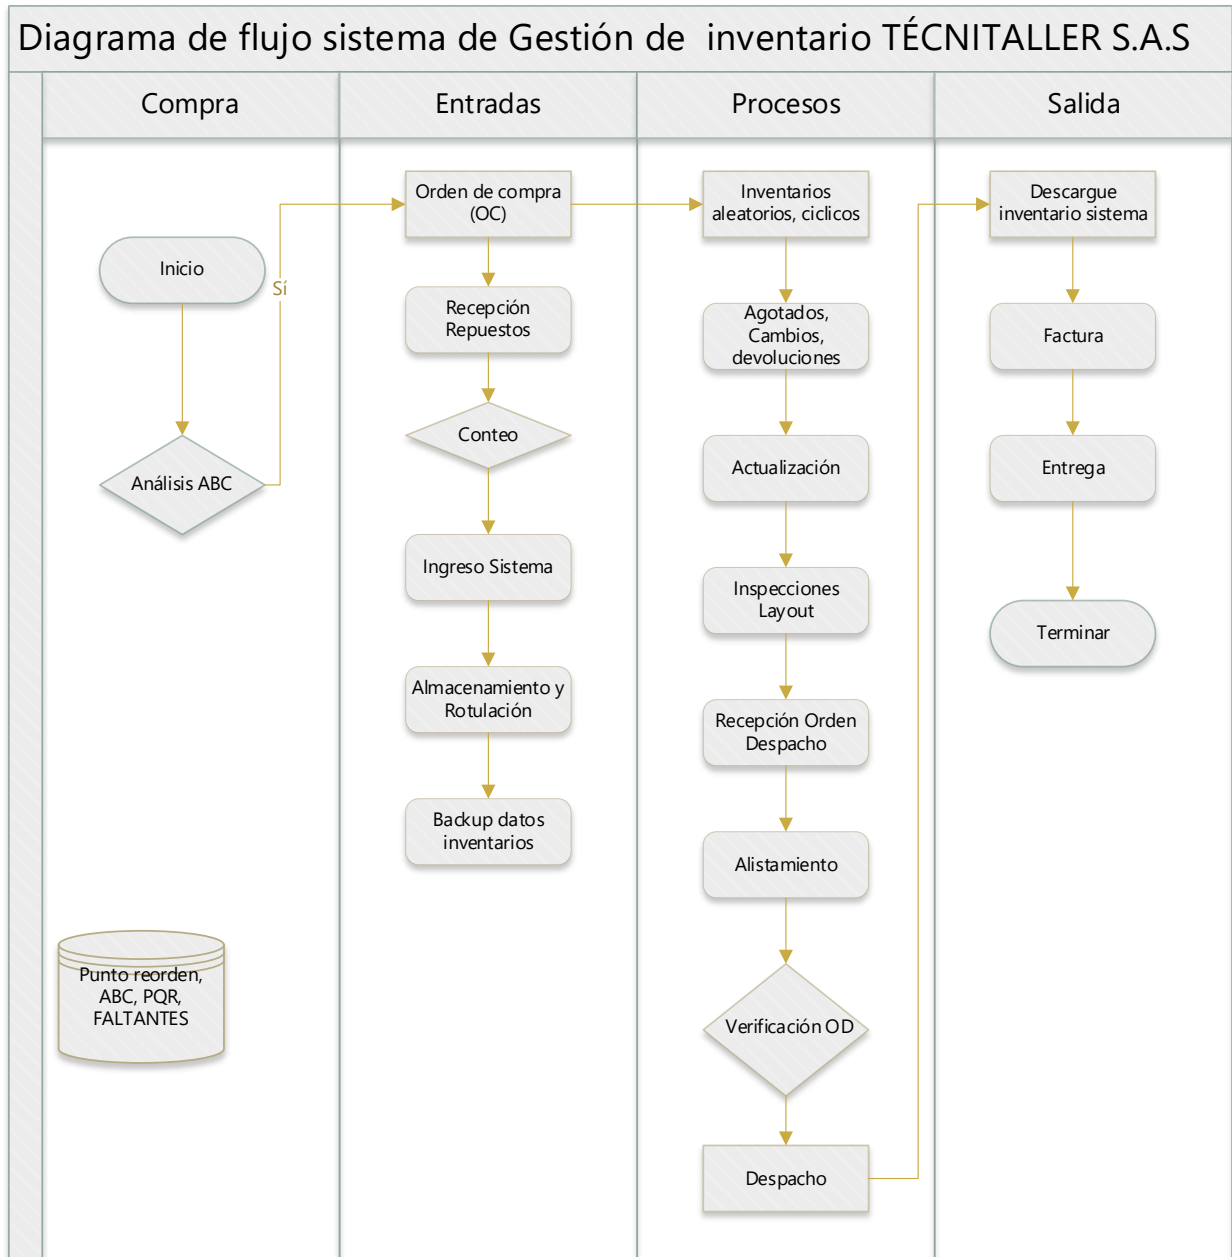 Diagrama de flujo sistema de Gestión de inventario TÉCNITALLER S.A.S
Compra
Entradas
Procesos
Salida
Inicio
Sí
Análisis ABC
Punto reorden,
ABC, PQR,
FALTANTES
Orden de compra
(OC)
Recepción
Repuestos
Conteo
Ingreso Sistema
Almacenamiento y
Rotulación
Backup datos
inventarios
Inventarios
aleatorios, ciclicos
Agotados,
Cambios,
devoluciones
Actualización
Inspecciones
Layout
Recepción Orden
Despacho
Alistamiento
Verificación OD
Despacho
Descargue
inventario sistema
Factura
Entrega
Terminar